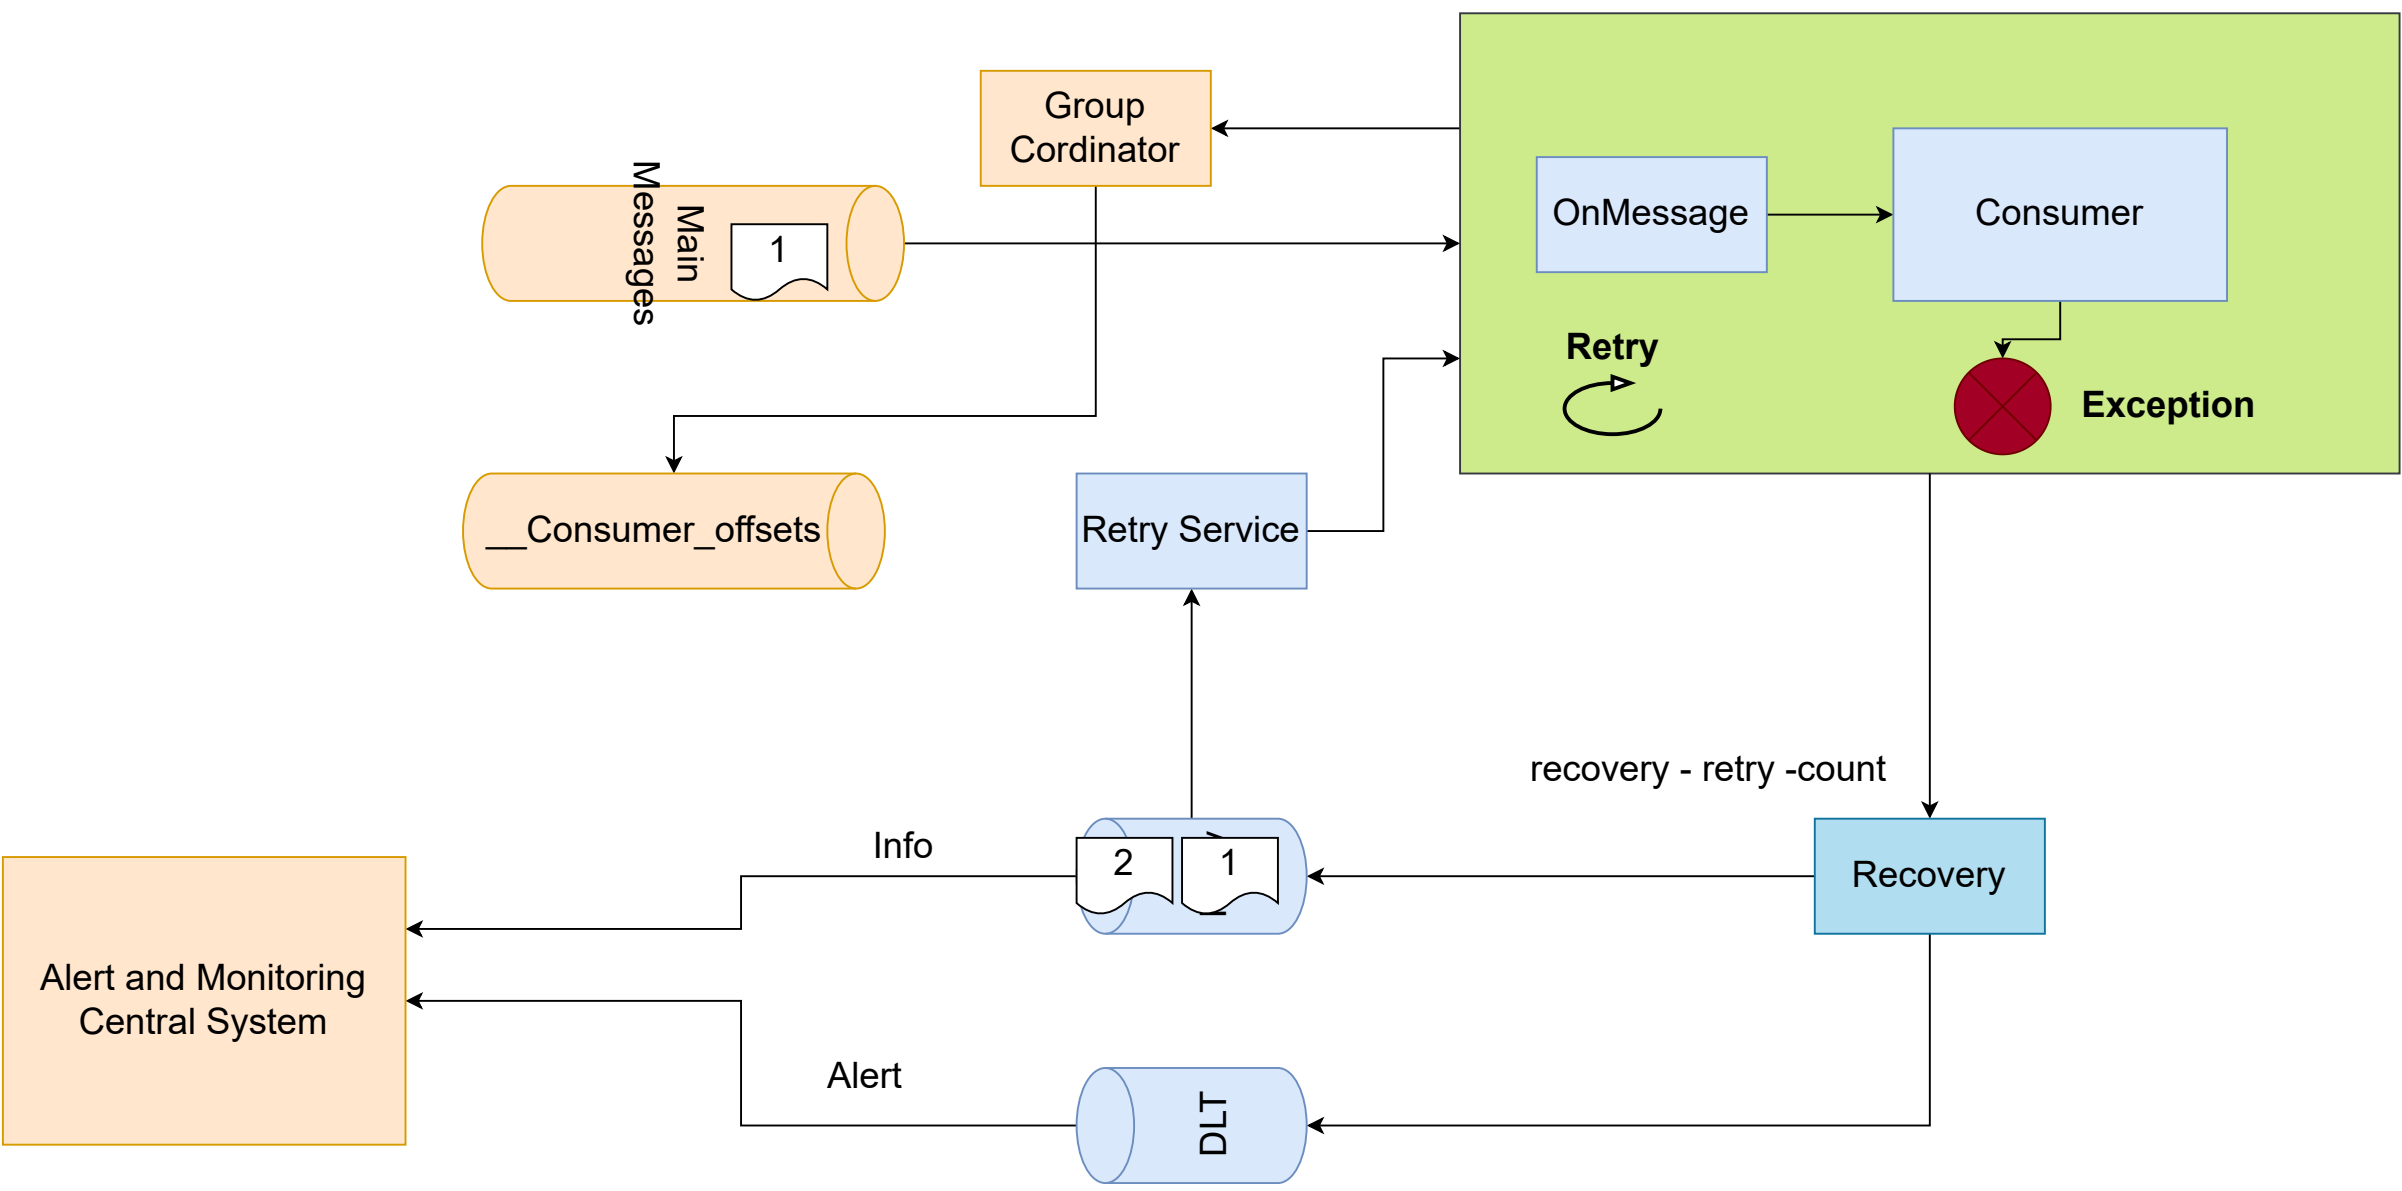 Group
Cordinator
Main
Messages
1
OnMessage
Consumer
Retry
Exception
__Consumer_offsets
Retry Service
recovery - retry -count
Info
2
1
Recovery
Alert and Monitoring
Central System
Alert
DLT